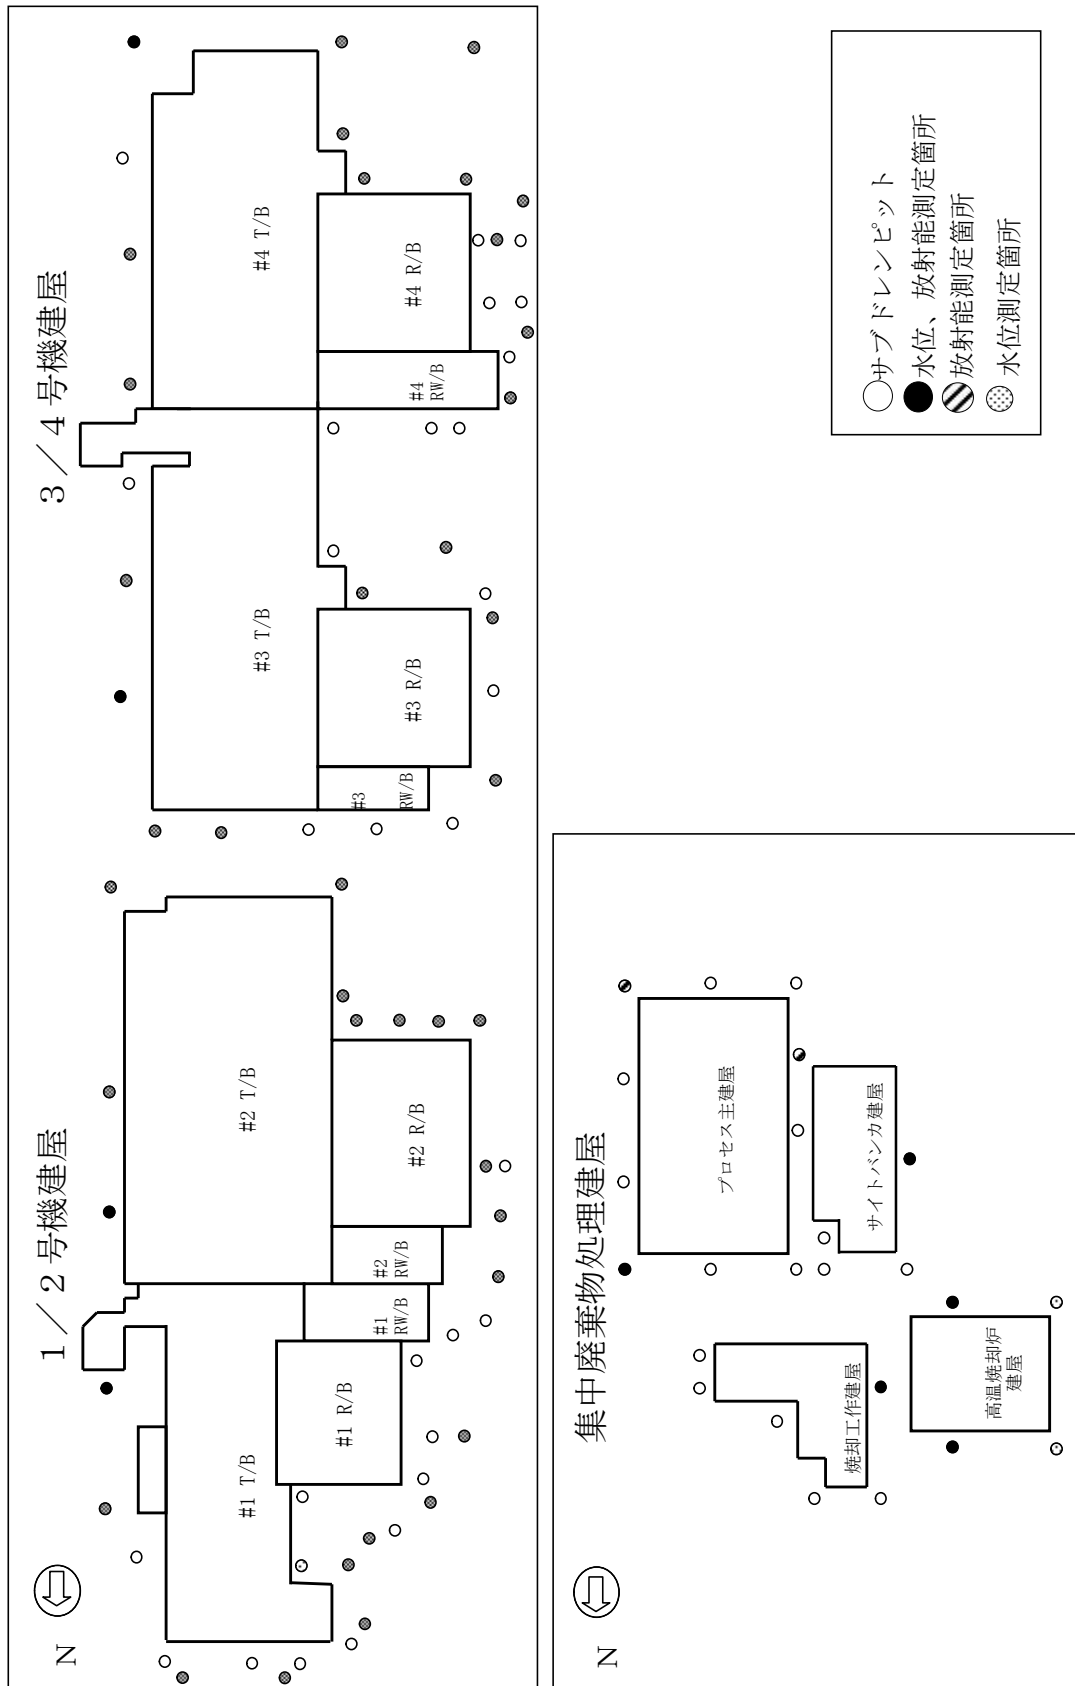 1／2 号機建屋
3／4 号機建屋
N
#1 T/B
#2 T/B
#3 T/B
#4 T/B
#1 R/B
#1
RW/B
#2
RW/B
#2 R/B
#3
RW/B
#3 R/B
#4
RW/B
#4 R/B
集中廃棄物処理建屋
N
プロセス主建屋
焼却工作建屋
サイトバンカ建屋
高温焼却炉
建屋
サブドレンピット
水位、放射能測定箇所
放射能測定箇所
水位測定箇所